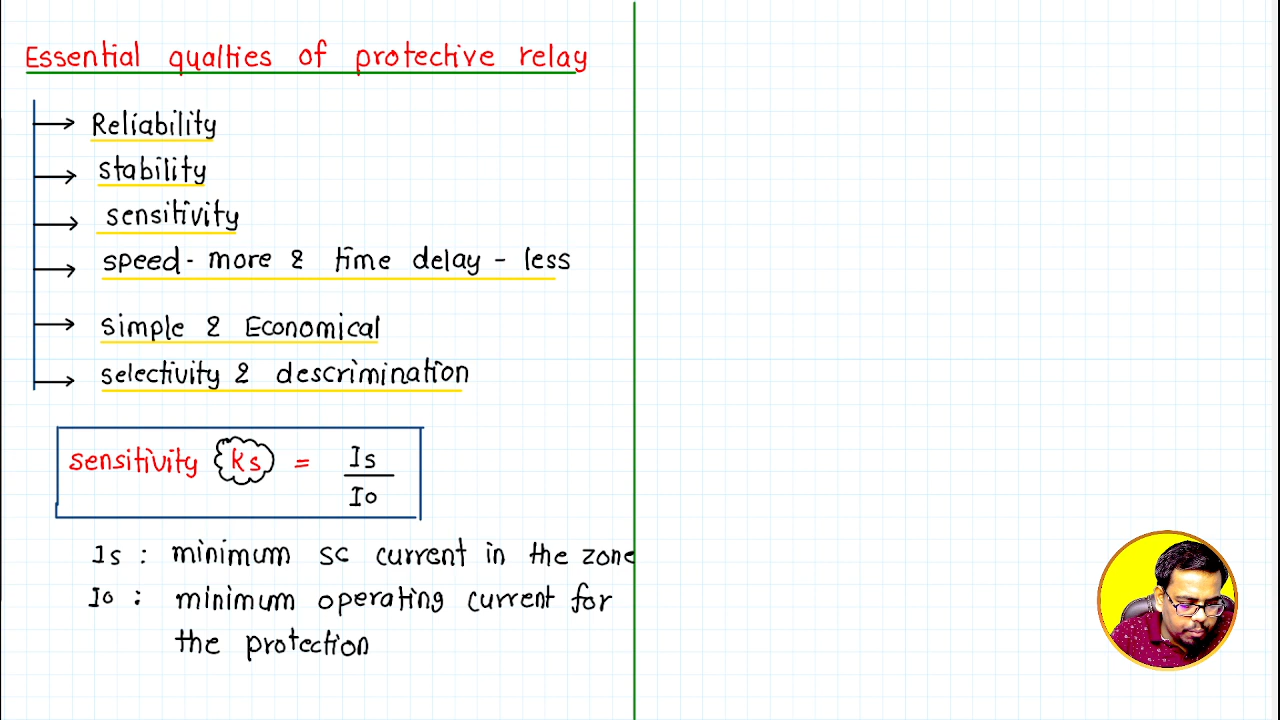 Essential qualties of protective relay
Reliability
stability
sensitivity
speed - more & time delay - less
simple & Economical
selectivity & descrimination
sensitivity Ks = Is / Io
Is : minimum sc current in the zone
Io : minimum operating current for
the protection